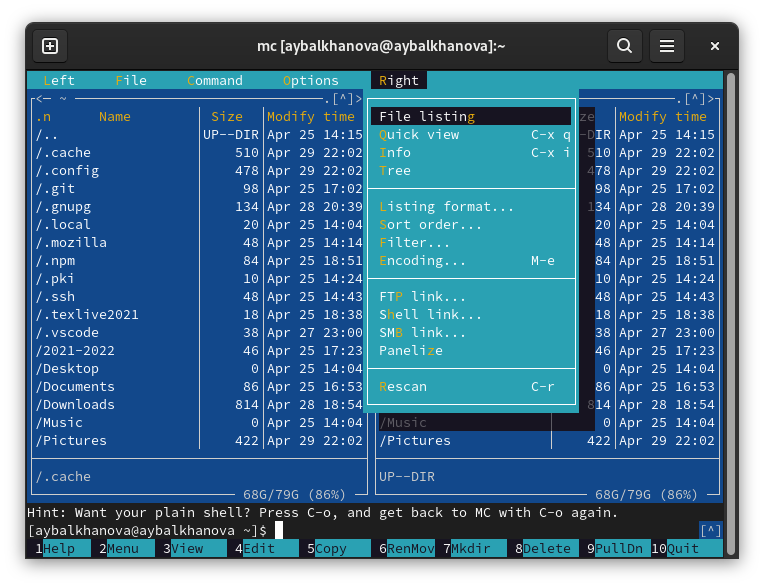 mc [aybalkhanova@aybalkhanova]:~
Left File Command Options Right
<─ ~ .[^]> .[^]>
.n Name Size Modify time File listing ze Modify time
/.. UP--DIR Apr 25 14:15 Quick view C-x q -DIR Apr 25 14:15
/.cache 510 Apr 29 22:02 Info C-x i 510 Apr 29 22:02
/.config 478 Apr 29 22:02 Tree 478 Apr 29 22:02
/.git 98 Apr 25 17:02 98 Apr 25 17:02
/.gnupg 134 Apr 28 20:39 Listing format... 134 Apr 28 20:39
/.local 20 Apr 25 14:04 Sort order... 20 Apr 25 14:04
/.mozilla 48 Apr 25 14:14 Filter... 48 Apr 25 14:14
/.npm 84 Apr 25 18:51 Encoding... M-e 84 Apr 25 18:51
/.pki 10 Apr 25 14:24 10 Apr 25 14:24
/.ssh 48 Apr 25 14:43 FTP link... 48 Apr 25 14:43
/.texlive2021 18 Apr 25 18:38 Shell link... 18 Apr 25 18:38
/.vscode 38 Apr 27 23:00 SMB link... 38 Apr 27 23:00
/2021-2022 46 Apr 25 17:23 Panelize 46 Apr 25 17:23
/Desktop 0 Apr 25 14:04 0 Apr 25 14:04
/Documents 86 Apr 25 16:53 Rescan C-r 86 Apr 25 16:53
/Downloads 814 Apr 28 18:54 814 Apr 28 18:54
/Music 0 Apr 25 14:04 /Music 0 Apr 25 14:04
/Pictures 422 Apr 29 22:02 /Pictures 422 Apr 29 22:02
/.cache UP--DIR
68G/79G (86%) 68G/79G (86%)
Hint: Want your plain shell? Press C-o, and get back to MC with C-o again.
[aybalkhanova@aybalkhanova ~]$ [^]
1Help 2Menu 3View 4Edit 5Copy 6RenMov 7Mkdir 8Delete 9PullDn 10Quit